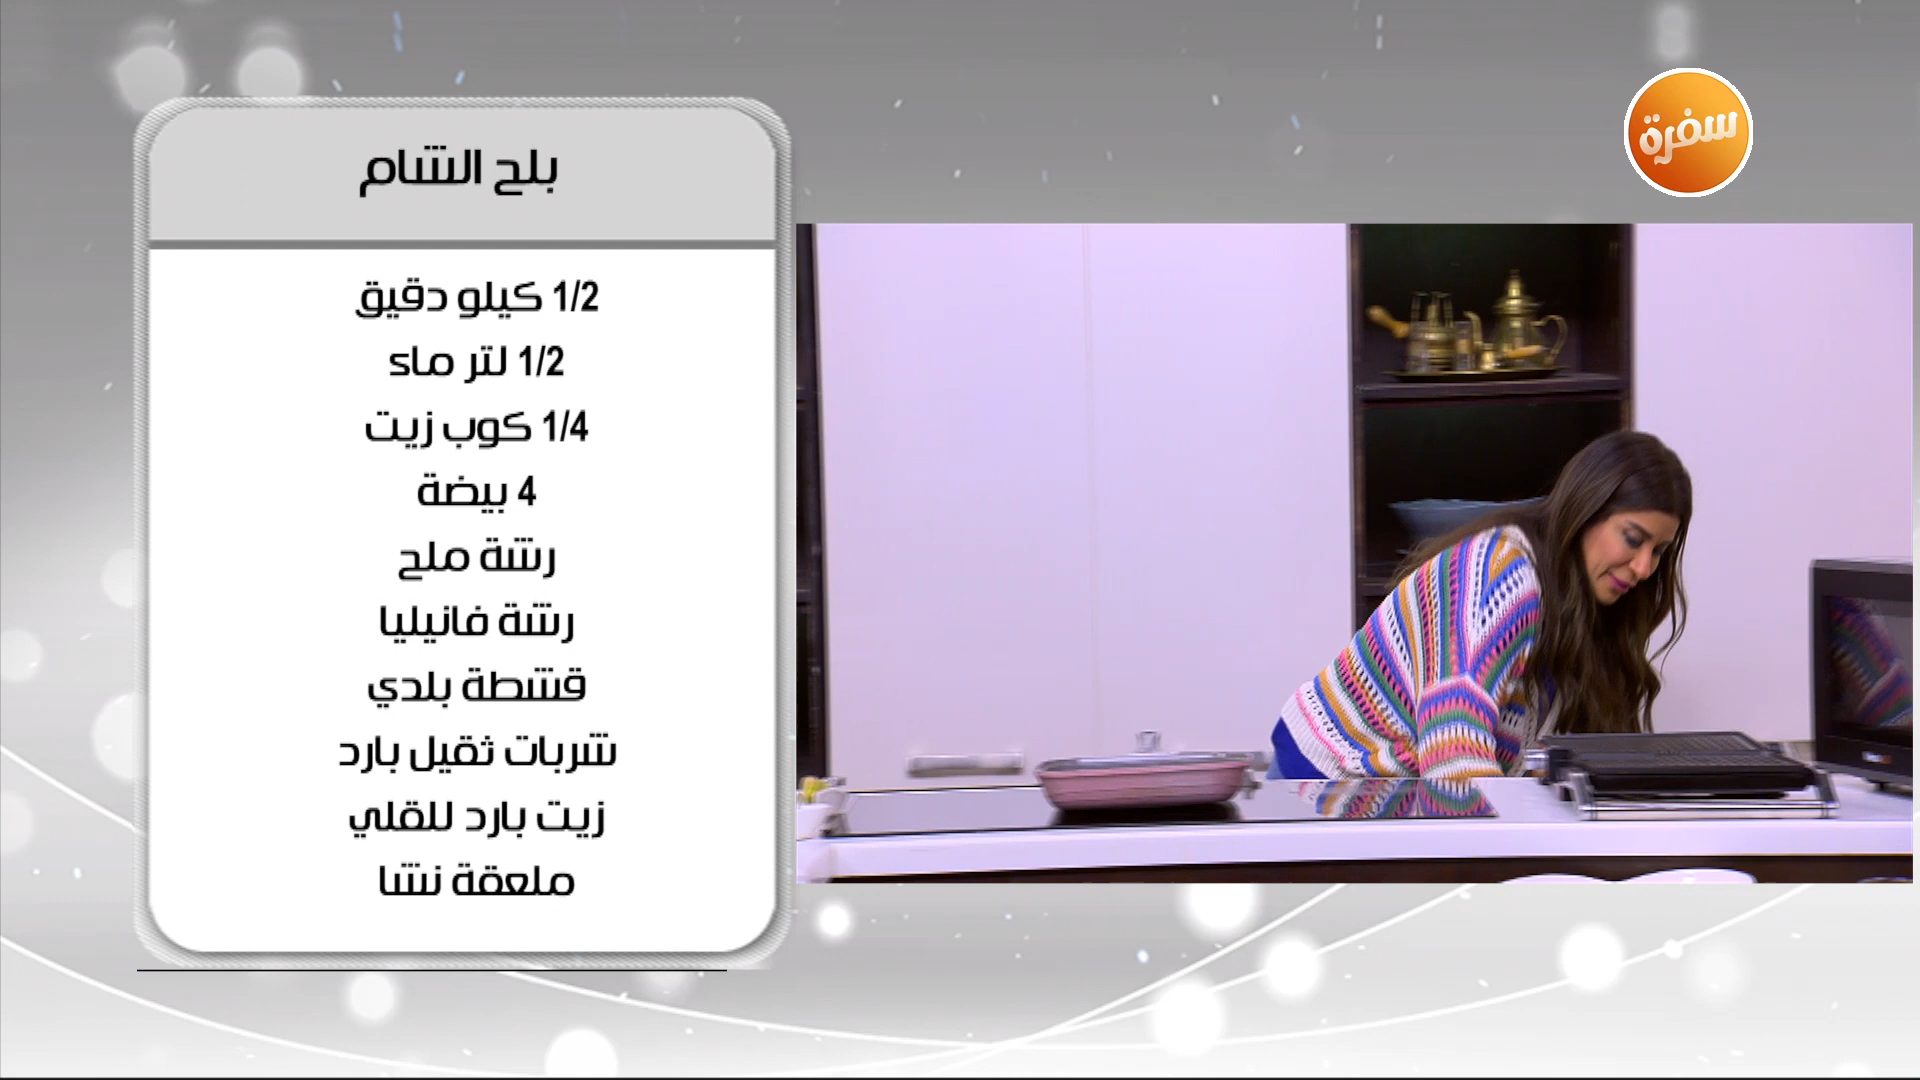 بلح الشام
1/2 كيلو دقيق
1/2 لتر ماء
1/4 كوب زيت
4 بيضة
رشة ملح
رشة فانيليا
قشطة بلدي
شربات ثقيل بارد
زيت بارد للقلي
ملعقة نشا
سفرة